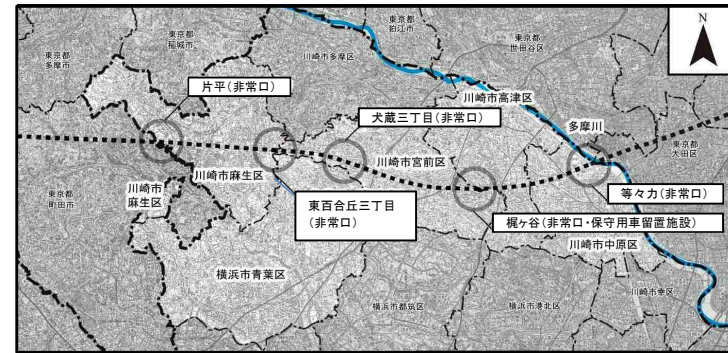 N
東京都
稲城市
東京都
狛江市
東京都
世田谷区
東京都
多摩市
川崎市多摩区
片平(非常口)
川崎市高津区
犬蔵三丁目(非常口)
多摩川
東京都
大田区
川崎市宮前区
川崎市麻生区
川崎市
麻生区
東京都
町田市
等々力(非常口)
東百合丘三丁目
(非常口)
梶ヶ谷(非常口・保守用車留置施設)
川崎市中原区
横浜市青葉区
川崎市幸区
横浜市都筑区
横浜市港北区